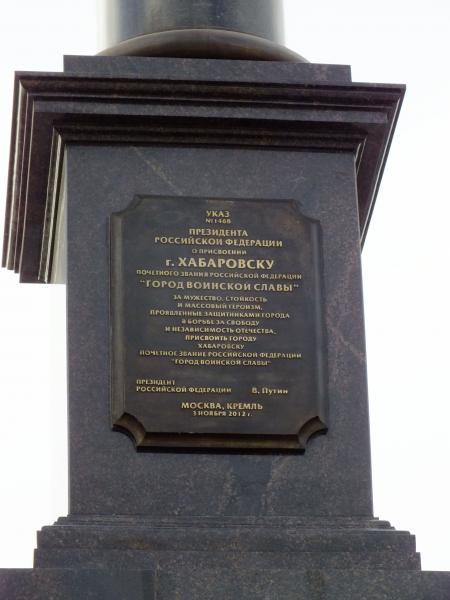 УКАЗ
№1468
ПРЕЗИДЕНТА
РОССИЙСКОЙ ФЕДЕРАЦИИ
О ПРИСВОЕНИИ
г. ХАБАРОВСКУ
ПОЧЕТНОГО ЗВАНИЯ РОССИЙСКОЙ ФЕДЕРАЦИИ
"ГОРОД ВОИНСКОЙ СЛАВЫ"
ЗА МУЖЕСТВО, СТОЙКОСТЬ
И МАССОВЫЙ ГЕРОИЗМ,
ПРОЯВЛЕННЫЕ ЗАЩИТНИКАМИ ГОРОДА
В БОРЬБЕ ЗА СВОБОДУ
И НЕЗАВИСИМОСТЬ ОТЕЧЕСТВА,
ПРИСВОИТЬ ГОРОДУ
ХАБАРОВСКУ
ПОЧЕТНОЕ ЗВАНИЕ РОССИЙСКОЙ ФЕДЕРАЦИИ
"ГОРОД ВОИНСКОЙ СЛАВЫ"
ПРЕЗИДЕНТ
РОССИЙСКОЙ ФЕДЕРАЦИИ В. Путин
МОСКВА, КРЕМЛЬ
3 НОЯБРЯ 2012 г.